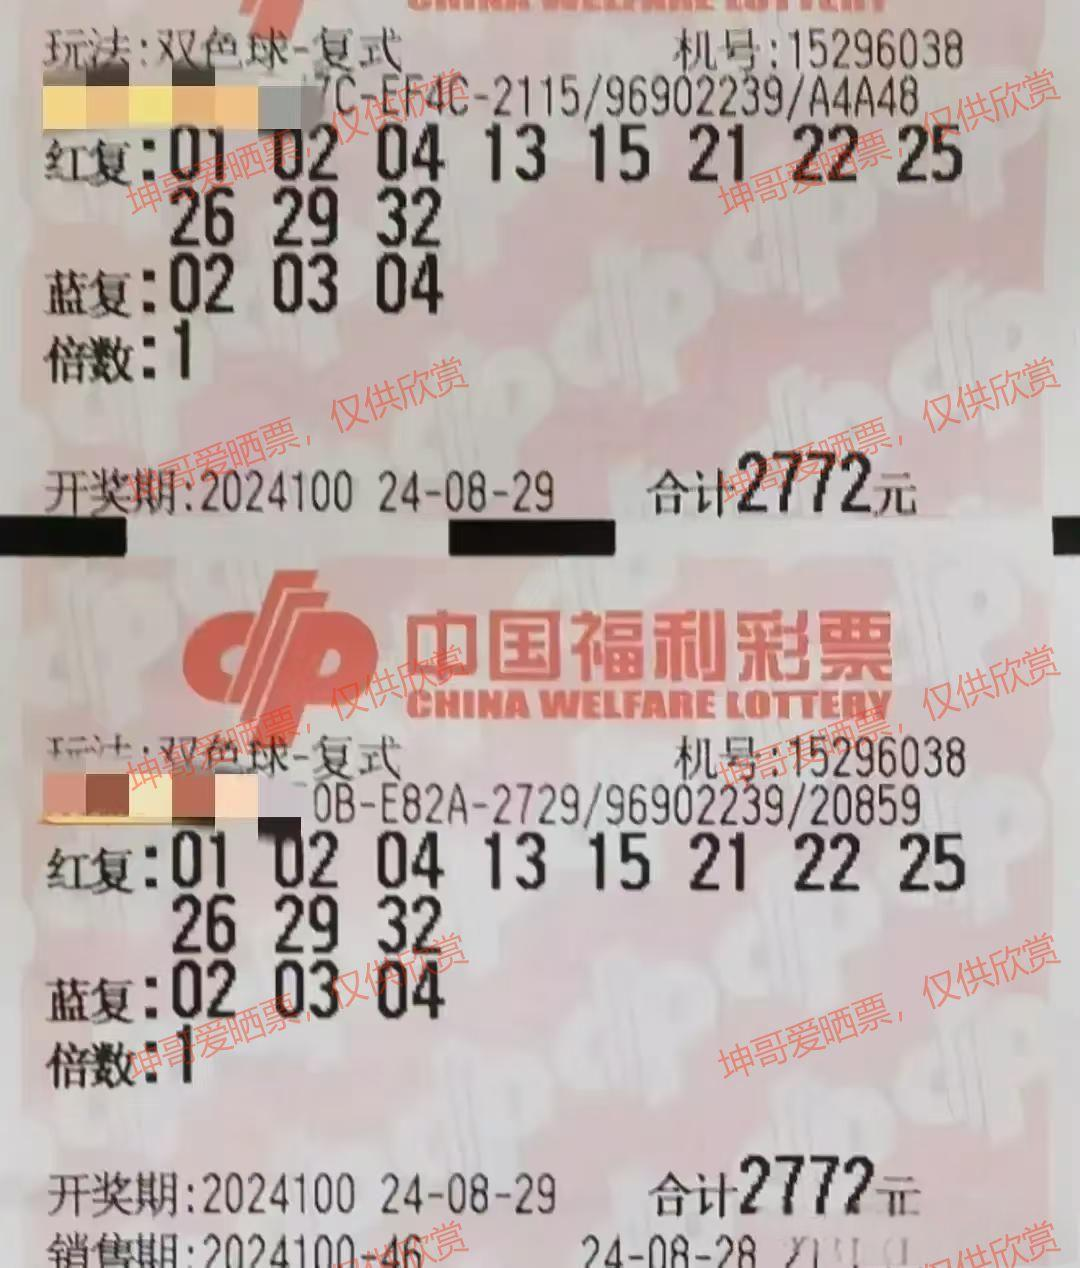 CHINA WELFARE LOTTERY
玩法:双色球-复式 机号:15296038
7C-EF4C-2115/96902239/A4A48
红复:01 02 04 13 15 21 22 25
26 29 32
蓝复:02 03 04
倍数:1
开奖期:2024100 24-08-29 合计2772元
中国福利彩票
CHINA WELFARE LOTTERY
玩法:双色球-复式 机号:15296038
0B-E82A-2729/96902239/20859
红复:01 02 04 13 15 21 22 25
26 29 32
蓝复:02 03 04
倍数:1
开奖期:2024100 24-08-29 合计2772元
销售期:2024100-46 24-08-28
坤哥爱晒票，仅供欣赏
坤哥爱晒票，仅供欣赏
坤哥爱晒票，仅供欣赏
坤哥爱晒票，仅供欣赏
坤哥爱晒票，仅供欣赏
坤哥爱晒票，仅供欣赏
坤哥爱晒票，仅供欣赏
坤哥爱晒票，仅供欣赏
仅供欣赏
仅供欣赏